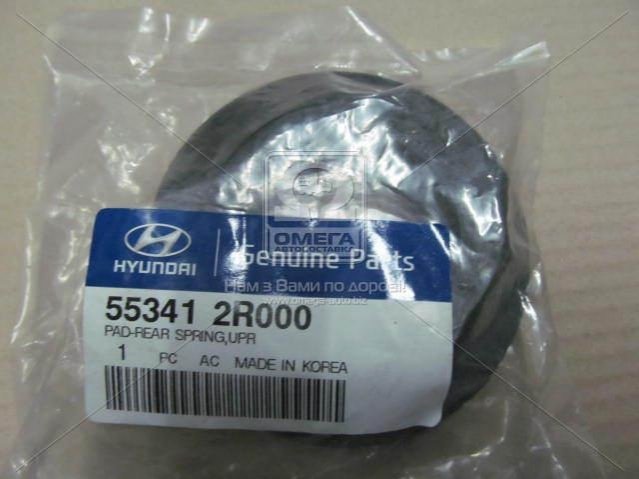 ОМЕГА
АВТОПОСТАВКА
HYUNDAI
Genuine Parts
Нам з Вами по дорозі!
www.omega-auto.biz
55341 2R000
PAD-REAR SPRING,UPR
1 PC AC MADE IN KOREA